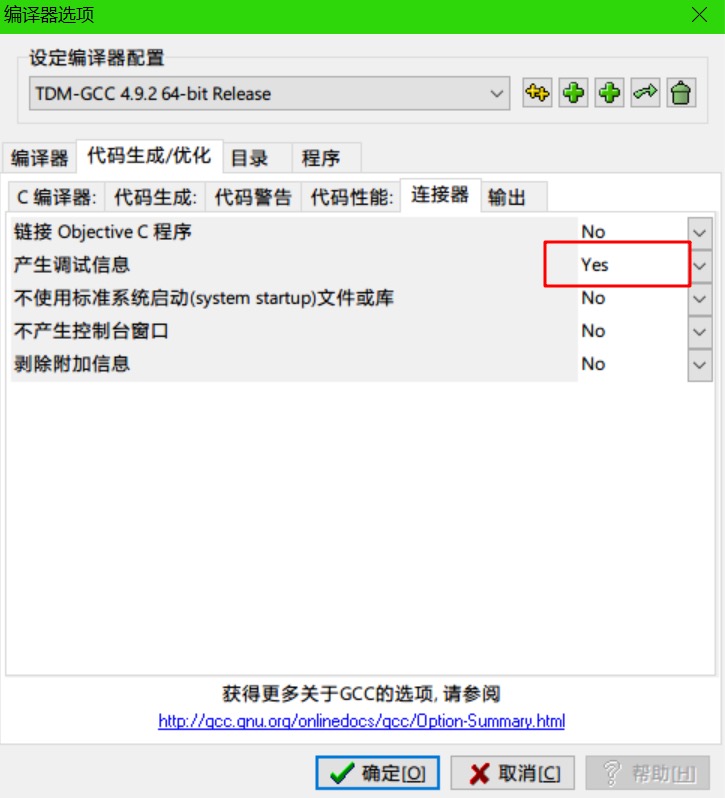 编译器选项
设定编译器配置
TDM-GCC 4.9.2 64-bit Release
编译器 代码生成/优化 目录 程序
C 编译器: 代码生成: 代码警告 代码性能: 连接器 输出
链接 Objective C 程序 No
产生调试信息 Yes
不使用标准系统启动(system startup)文件或库 No
不产生控制台窗口 No
剥除附加信息 No
获得更多关于GCC的选项, 请参阅
http://gcc.gnu.org/onlinedocs/gcc/Option-Summary.html
确定[O] 取消[C] 帮助[H]